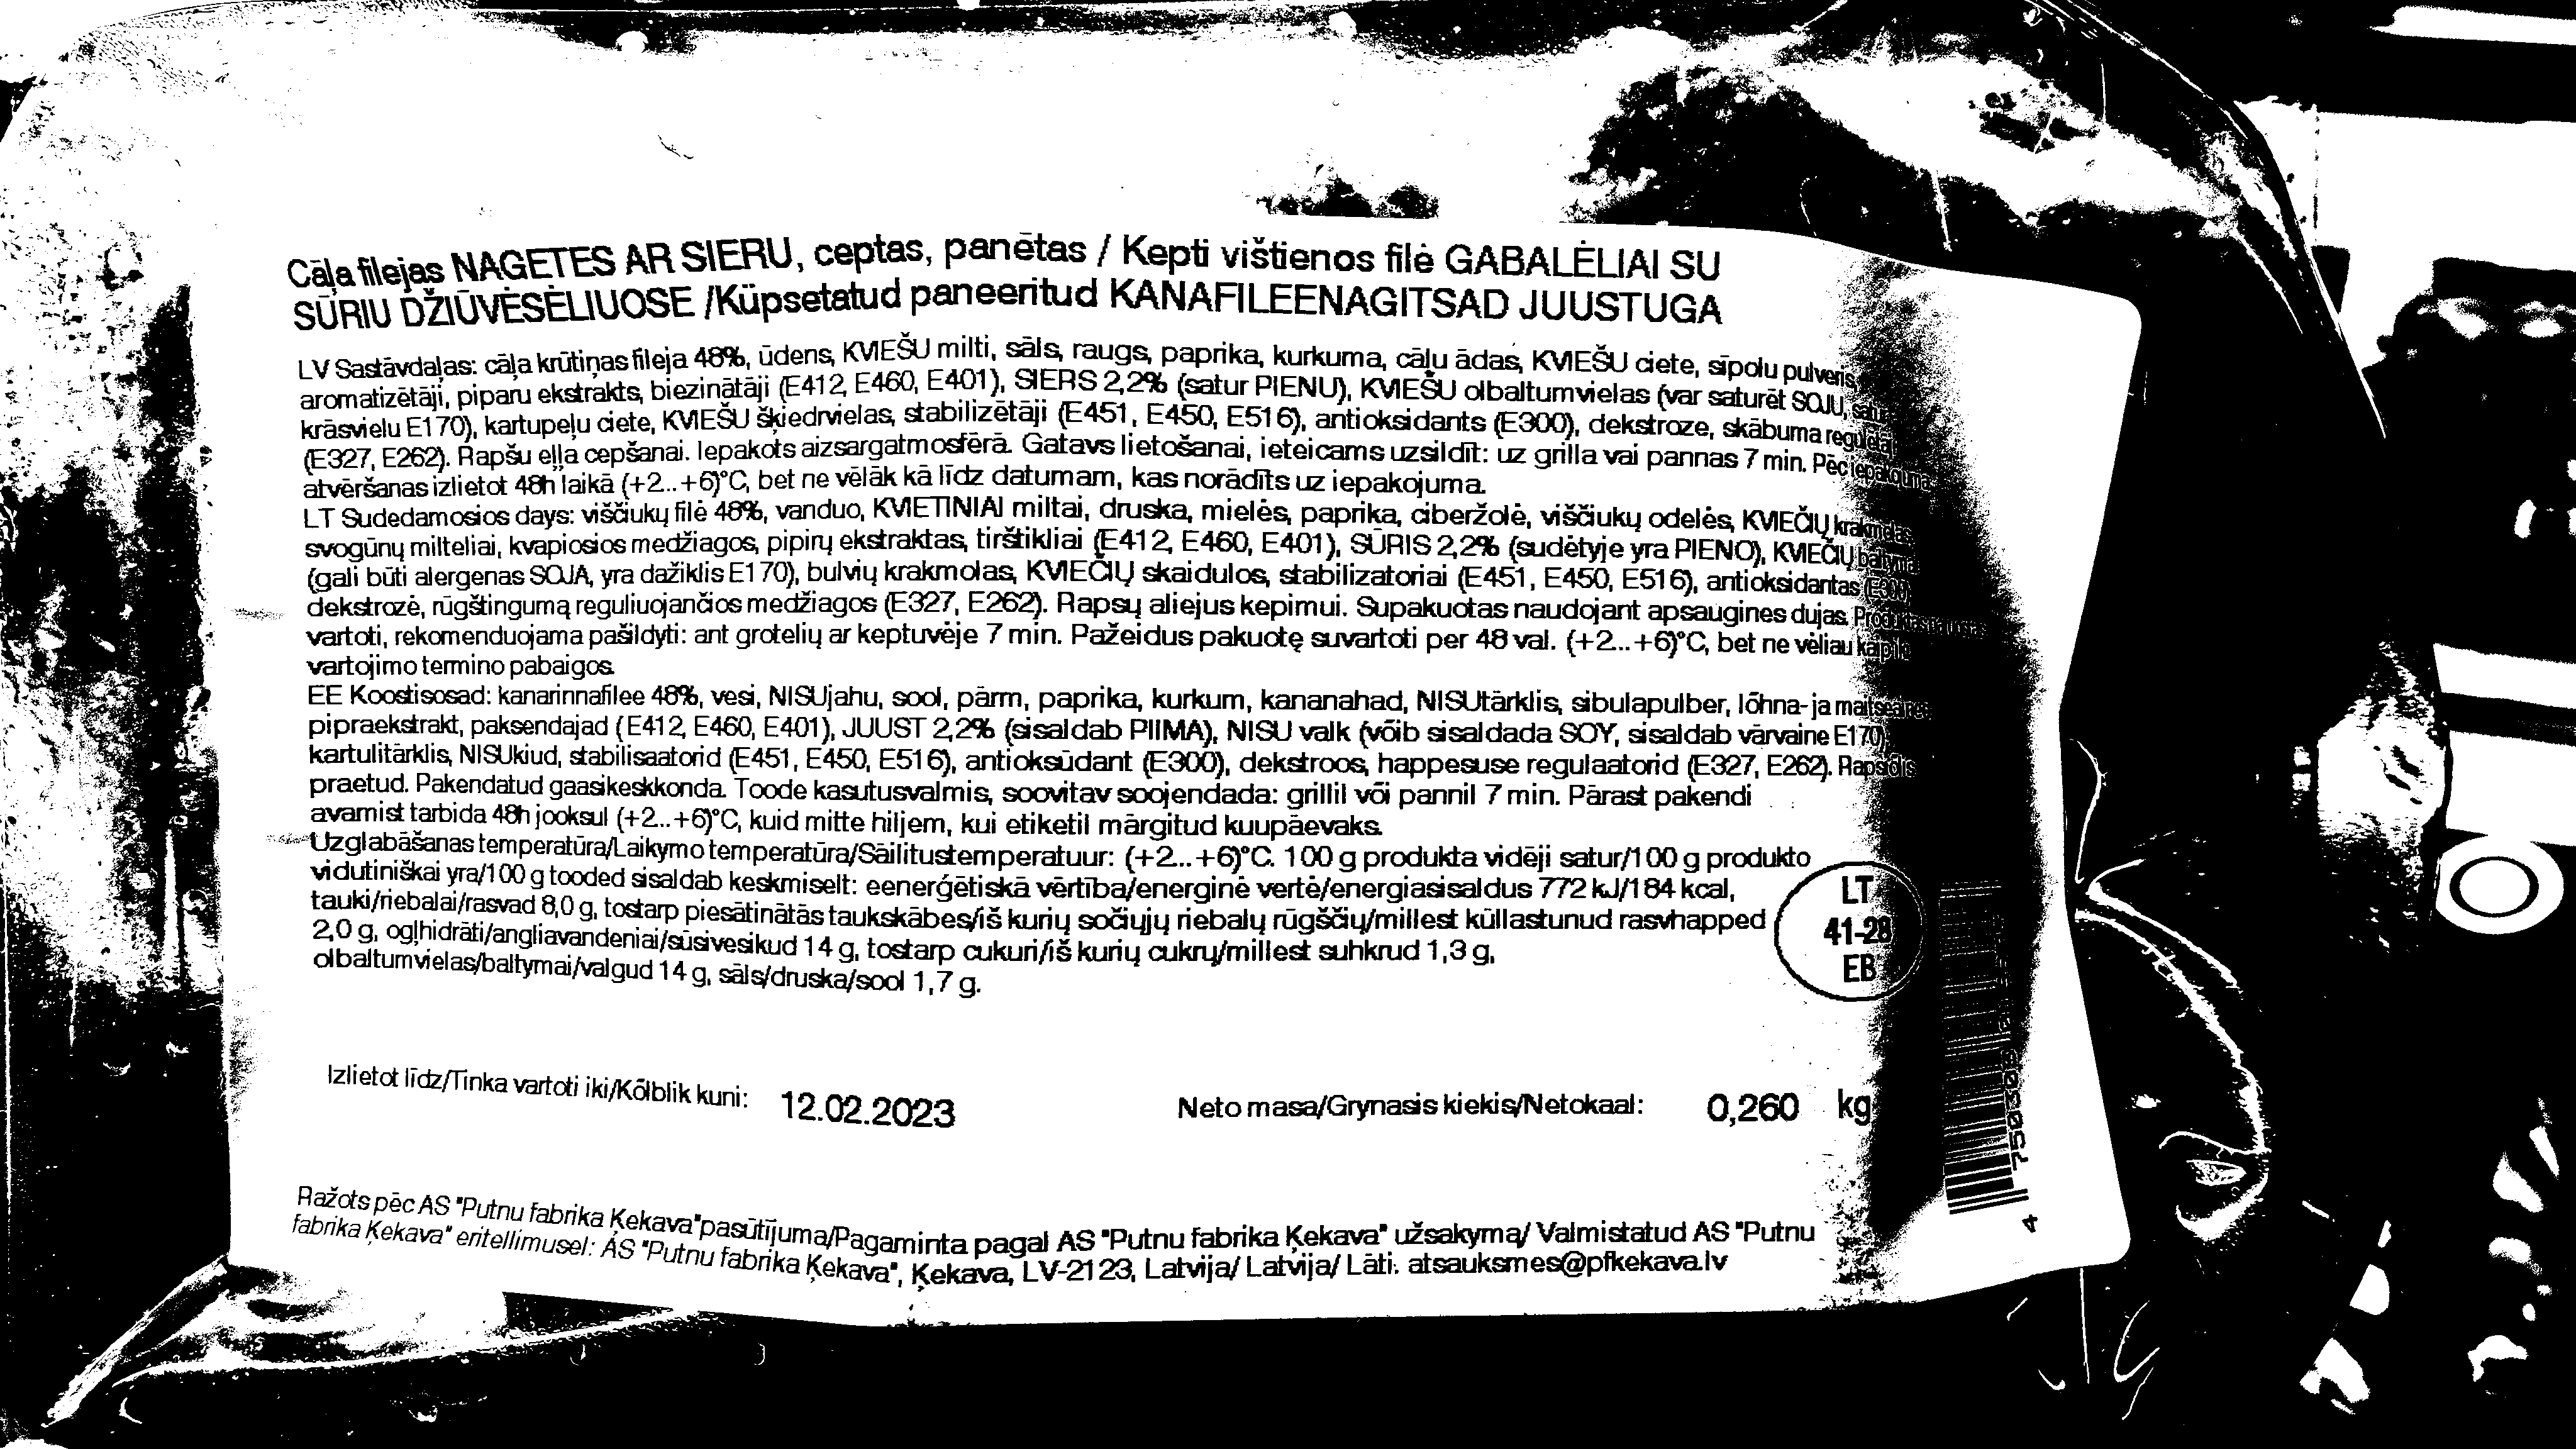 Cāļa filejas NAGETES AR SIERU, ceptas, panētas / Kepti vištienos filė GABALĖLIAI SU
SŪRIU DŽIŪVĖSĖLIUOSE /Küpsetatud paneeritud KANAFILEENAGITSAD JUUSTUGA
LV Sastāvdaļas: cāļa krūtiņas fileja 48%, ūdens, KVIEŠU milti, sāls, raugs, paprika, kurkuma, cāļu ādas, KVIEŠU ciete, sīpolu pulveris,
aromatizētāji, piparu ekstrakts, biezinātāji (E412, E460, E401), SIERS 2,2% (satur PIENU), KVIEŠU olbaltumvielas (var saturēt SOJU, satur
krāsvielu E170), kartupeļu ciete, KVIEŠU šķiedrvielas, stabilizētāji (E451, E450, E516), antioksidants (E300), dekstroze, skābuma regulētāji
(E327, E262). Rapšu eļļa cepšanai. Iepakots aizsargatmosfērā. Gatavs lietošanai, ieteicams uzsildīt: uz grilla vai pannas 7 min. Pēc iepakojuma
atvēršanas izlietot 48h laikā (+2...+6)°C, bet ne vēlāk kā līdz datumam, kas norādīts uz iepakojuma.
LT Sudedamosios days: viščiukų filė 48%, vanduo, KVIETINIAI miltai, druska, mielės, paprika, ciberžolė, viščiukų odelės, KVIEČIŲ krakmolas,
svogūnų milteliai, kvapiosios medžiagos, pipirų ekstraktas, tirštikliai (E412, E460, E401), SŪRIS 2,2% (sudėtyje yra PIENO), KVIEČIŲ baltymai
(gali būti alergenas SOJA, yra dažiklis E170), bulvių krakmolas, KVIEČIŲ skaidulos, stabilizatoriai (E451, E450, E516), antioksidantas (E300),
dekstrozė, rūgštingumą reguliuojančios medžiagos (E327, E262). Rapsų aliejus kepimui. Supakuotas naudojant apsaugines dujas. Produktas paruoštas
vartoti, rekomenduojama pašildyti: ant grotelių ar keptuvėje 7 min. Pažeidus pakuotę suvartoti per 48 val. (+2...+6)°C, bet ne vėliau kaip iki
vartojimo termino pabaigos.
EE Koostisosad: kanarinnafilee 48%, vesi, NISUjahu, sool, pärm, paprika, kurkum, kananahad, NISUtärklis, sibulapulber, lõhna-ja maitseained,
pipraekstrakt, paksendajad (E412, E460, E401), JUUST 2,2% (sisaldab PIIMA), NISU valk (võib sisaldada SOY, sisaldab värvaine E170),
kartulitärklis, NISUkiud, stabilisaatorid (E451, E450, E516), antioksüdant (E300), dekstroos, happesuse regulaatorid (E327, E262). Rapsiõlis
praetud. Pakendatud gaasikeskkonda. Toode kasutusvalmis, soovitav soojendada: grillil või pannil 7 min. Pärast pakendi
avamist tarbida 48h jooksul (+2...+6)°C, kuid mitte hiljem, kui etiketil märgitud kuupäevaks.
Uzglabāšanas temperatūra/Laikymo temperatūra/Säilitustemperatuur: (+2...+6)°C. 100 g produkta vidēji satur/100 g produkto
vidutiniškai yra/100 g tooded sisaldab keskmiselt: eenerģētiskā vērtība/energinė vertė/energiasisaldus 772 kJ/184 kcal,
tauki/riebalai/rasvad 8,0 g, tostarp piesātinātās taukskābes/iš kurių sočiųjų riebalų rūgščių/millest küllastunud rasvhapped
2,0 g, ogļhidrāti/angliavandeniai/süsivesikud 14 g, tostarp cukuri/iš kurių cukrų/millest suhkrud 1,3 g,
olbaltumvielas/baltymai/valgud 14 g, sāls/druska/sool 1,7 g.
LT
41-28
EB
Izlietot līdz/Tinka vartoti iki/Kõlblik kuni: 12.02.2023
Neto masa/Grynasis kiekis/Netokaal: 0,260 kg
Ražots pēc AS "Putnu fabrika Ķekava"pasūtījuma/Pagaminta pagal AS "Putnu fabrika Ķekava" užsakymą/ Valmistatud AS "Putnu
fabrika Ķekava" eritellimusel: AS "Putnu fabrika Ķekava", Ķekava, LV-2123, Latvija/ Latvija/ Läti. atsauksmes@pfkekava.lv